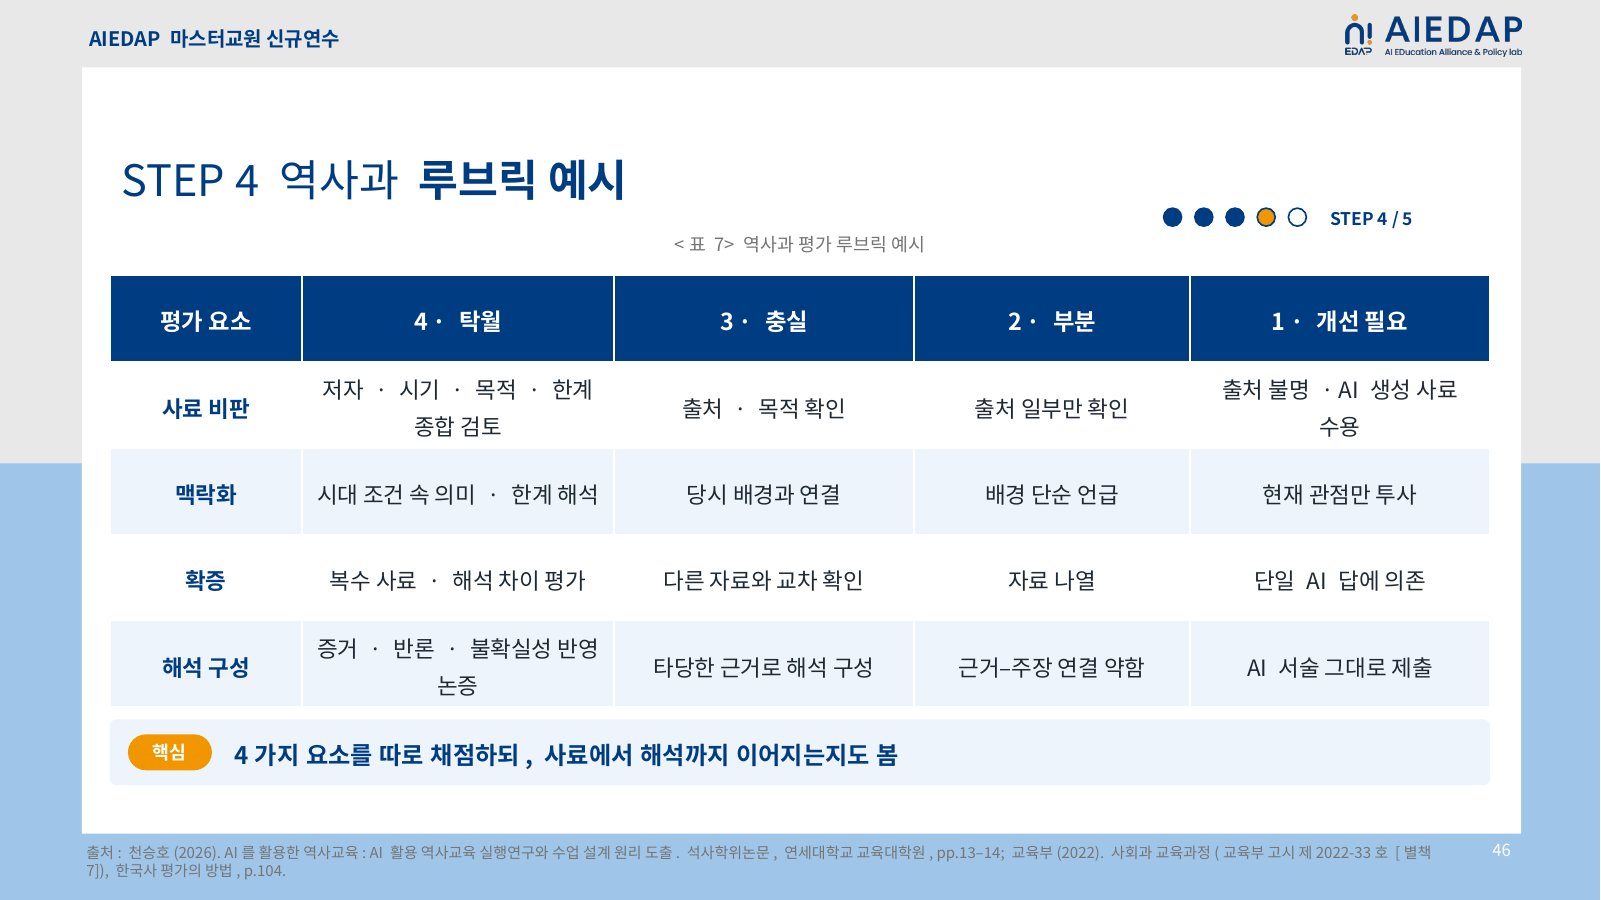 AIEDAP 마스터교원 신규연수
AIEDAP
EDAP
AI EDucation Alliance & Policy lab
STEP 4 역사과 루브릭 예시
STEP 4 / 5
< 표 7> 역사과 평가 루브릭 예시
평가 요소
4 · 탁월
3 · 충실
2 · 부분
1 · 개선 필요
사료 비판
저자 · 시기 · 목적 · 한계
종합 검토
출처 · 목적 확인
출처 일부만 확인
출처 불명 · AI 생성 사료
수용
맥락화
시대 조건 속 의미 · 한계 해석
당시 배경과 연결
배경 단순 언급
현재 관점만 투사
확증
복수 사료 · 해석 차이 평가
다른 자료와 교차 확인
자료 나열
단일 AI 답에 의존
해석 구성
증거 · 반론 · 불확실성 반영
논증
타당한 근거로 해석 구성
근거–주장 연결 약함
AI 서술 그대로 제출
핵심
4 가지 요소를 따로 채점하되 , 사료에서 해석까지 이어지는지도 봄
출처 : 천승호 (2026). AI 를 활용한 역사교육 : AI 활용 역사교육 실행연구와 수업 설계 원리 도출 . 석사학위논문 , 연세대학교 교육대학원 , pp.13–14; 교육부 (2022). 사회과 교육과정 ( 교육부 고시 제 2022-33 호 [ 별책
7]), 한국사 평가의 방법 , p.104.
46